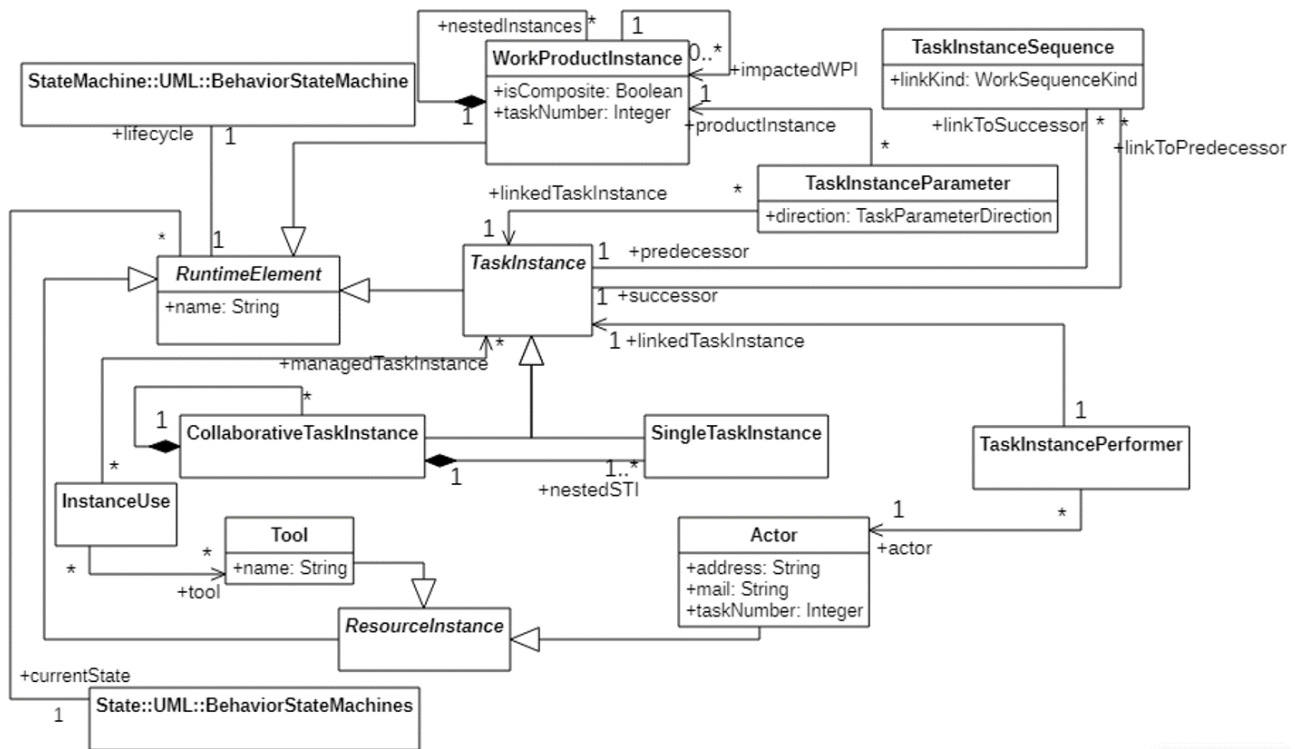 +nestedInstances
*
1
WorkProductInstance
+isComposite: Boolean
+taskNumber: Integer
1
0..*
+impactedWPI
TaskInstanceSequence
+linkKind: WorkSequenceKind
StateMachine::UML::BehaviorStateMachine
+lifecycle
1
1
+productInstance
*
+linkToSuccessor
*
*
+linkToPredecessor
TaskInstanceParameter
+direction: TaskParameterDirection
+linkedTaskInstance
*
1
*
1
RuntimeElement
+name: String
TaskInstance
1
+predecessor
1
+successor
1
+linkedTaskInstance
+managedTaskInstance
*
*
1
CollaborativeTaskInstance
SingleTaskInstance
1
1..*
+nestedSTI
1
TaskInstancePerformer
*
InstanceUse
*
*
+tool
Tool
+name: String
Actor
+address: String
+mail: String
+taskNumber: Integer
1
*
+actor
ResourceInstance
+currentState
1
State::UML::BehaviorStateMachines